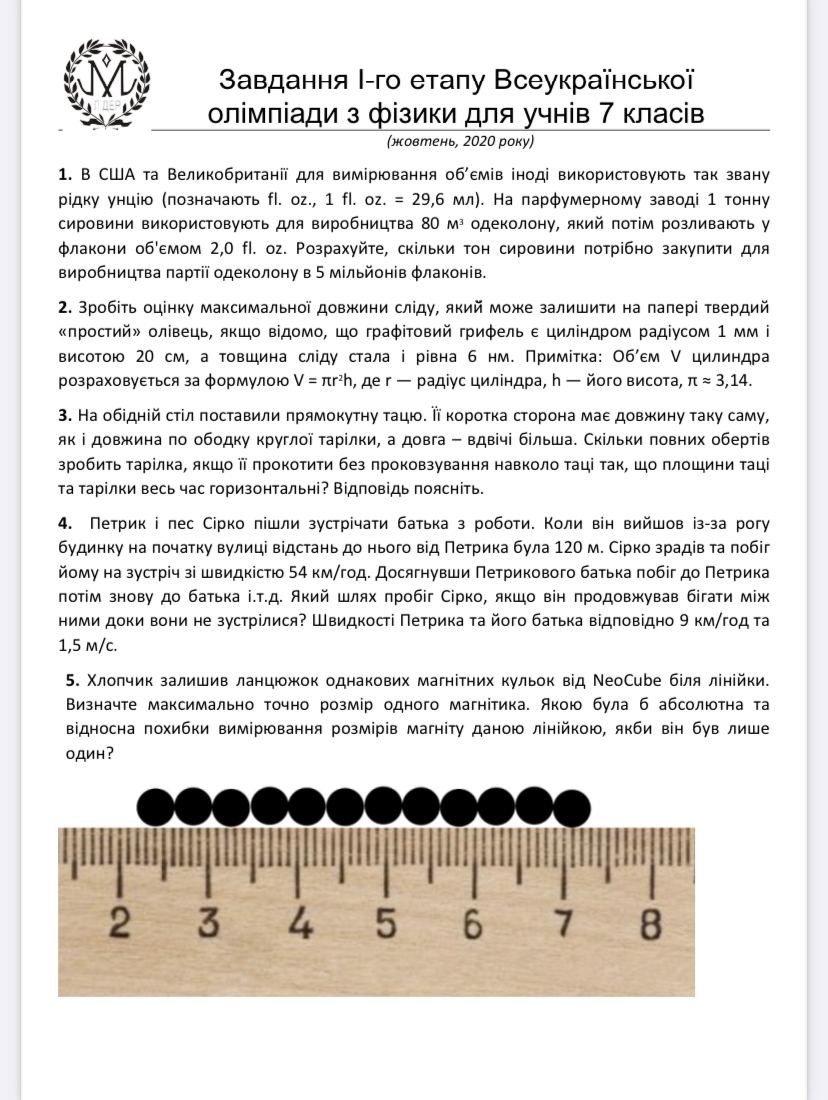 ЛІДЕР
Завдання І-го етапу Всеукраїнської
олімпіади з фізики для учнів 7 класів
(жовтень, 2020 року)
1. В США та Великобританії для вимірювання об’ємів іноді використовують так звану
рідку унцію (позначають fl. oz., 1 fl. oz. = 29,6 мл). На парфумерному заводі 1 тонну
сировини використовують для виробництва 80 м³ одеколону, який потім розливають у
флакони об'ємом 2,0 fl. oz. Розрахуйте, скільки тон сировини потрібно закупити для
виробництва партії одеколону в 5 мільйонів флаконів.
2. Зробіть оцінку максимальної довжини сліду, який може залишити на папері твердий
«простий» олівець, якщо відомо, що графітовий грифель є циліндром радіусом 1 мм і
висотою 20 см, а товщина сліду стала і рівна 6 нм. Примітка: Об’єм V цилиндра
розраховується за формулою V = πr²h, де r — радіус циліндра, h — його висота, π ≈ 3,14.
3. На обідній стіл поставили прямокутну тацю. Її коротка сторона має довжину таку саму,
як і довжина по ободку круглої тарілки, а довга – вдвічі більша. Скільки повних обертів
зробить тарілка, якщо її прокотити без проковзування навколо таці так, що площини таці
та тарілки весь час горизонтальні? Відповідь поясніть.
4. Петрик і пес Сірко пішли зустрічати батька з роботи. Коли він вийшов із-за рогу
будинку на початку вулиці відстань до нього від Петрика була 120 м. Сірко зрадів та побіг
йому на зустріч зі швидкістю 54 км/год. Досягнувши Петрикового батька побіг до Петрика
потім знову до батька і.т.д. Який шлях пробіг Сірко, якщо він продовжував бігати між
ними доки вони не зустрілися? Швидкості Петрика та його батька відповідно 9 км/год та
1,5 м/с.
5. Хлопчик залишив ланцюжок однакових магнітних кульок від NeoCube біля лінійки.
Визначте максимально точно розмір одного магнітика. Якою була б абсолютна та
відносна похибки вимірювання розмірів магніту даною лінійкою, якби він був лише
один?
2 3 4 5 6 7 8